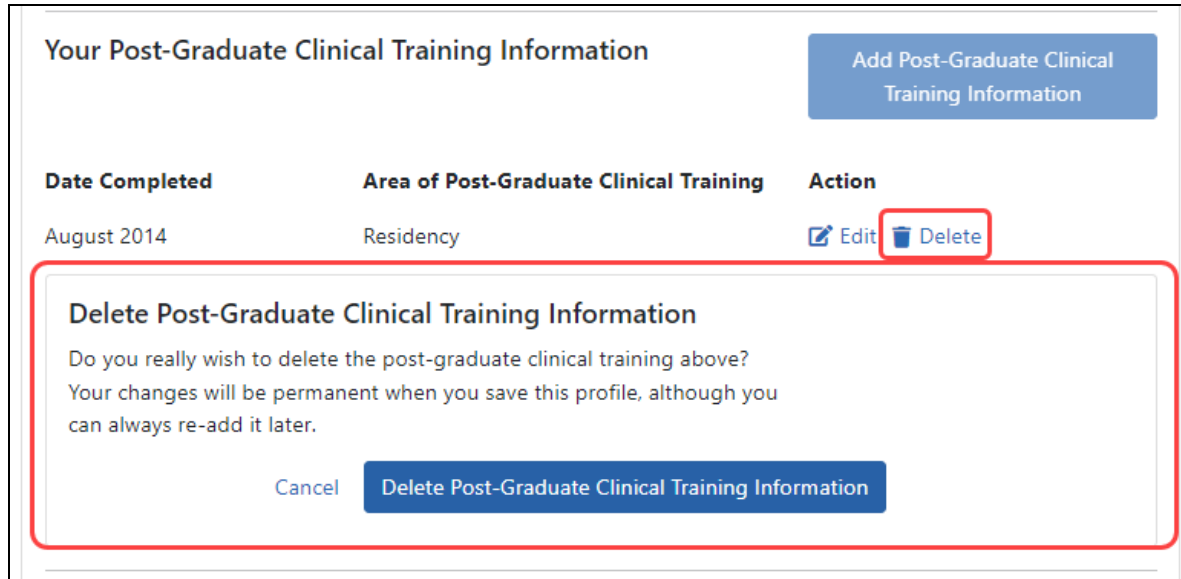 Your Post-Graduate Clinical Training Information
Add Post-Graduate Clinical
Training Information
Date Completed Area of Post-Graduate Clinical Training Action
August 2014 Residency Edit Delete
Delete Post-Graduate Clinical Training Information
Do you really wish to delete the post-graduate clinical training above?
Your changes will be permanent when you save this profile, although you
can always re-add it later.
Cancel Delete Post-Graduate Clinical Training Information